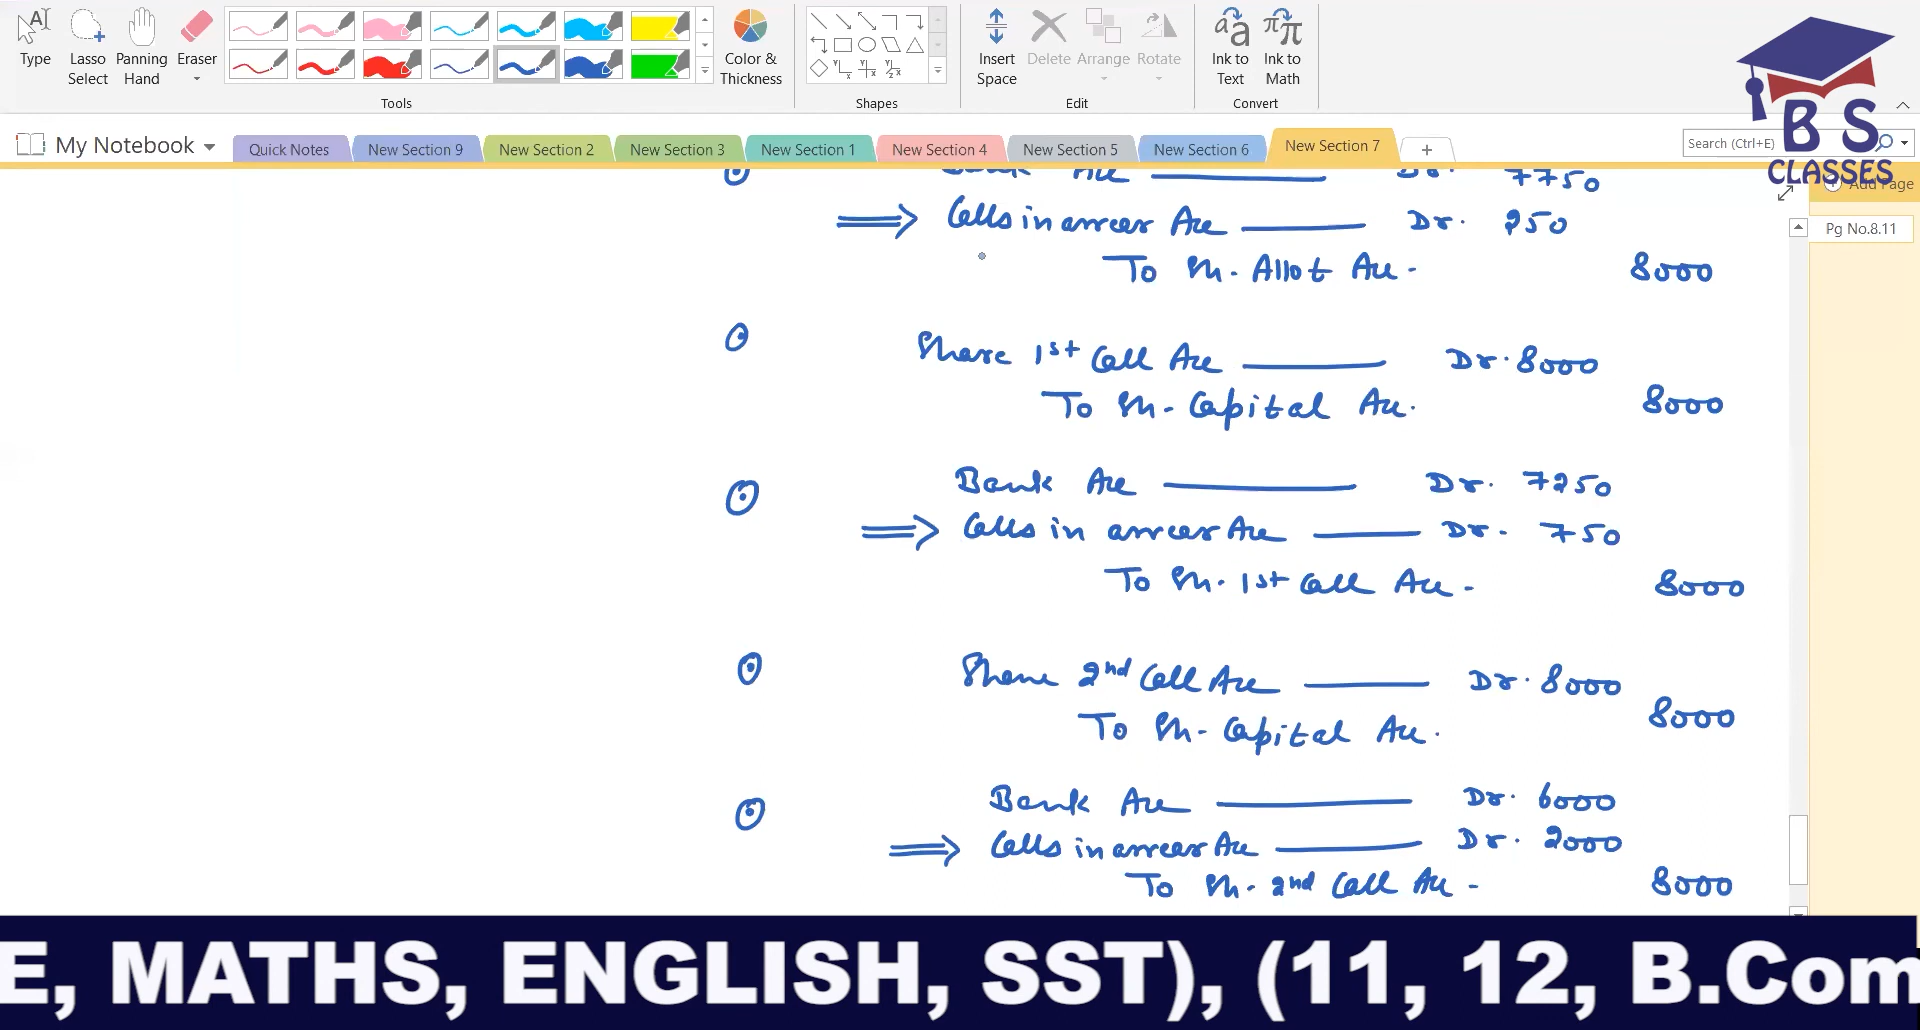 Type
Lasso Select
Panning Hand
Eraser
Color & Thickness
Insert Space
Delete
Arrange
Rotate
Ink to Text
Ink to Math
Tools
Shapes
Edit
Convert
B S
CLASSES
My Notebook
Quick Notes
New Section 9
New Section 2
New Section 3
New Section 1
New Section 4
New Section 5
New Section 6
New Section 7
Search (Ctrl+E)
Add Page
Pg No.8.11
Bank A/c Dr. 7750
Calls in arrear A/c Dr. 250
To Sh. Allot A/c. 8000
Share 1st Call A/c Dr. 8000
To Sh. Capital A/c. 8000
Bank A/c Dr. 7250
Calls in arrear A/c Dr. 750
To Sh. 1st Call A/c. 8000
Share 2nd Call A/c Dr. 8000
To Sh. Capital A/c. 8000
Bank A/c Dr. 6000
Calls in arrear A/c Dr. 2000
To Sh. 2nd Call A/c - 8000
E, MATHS, ENGLISH, SST), (11, 12, B.Com